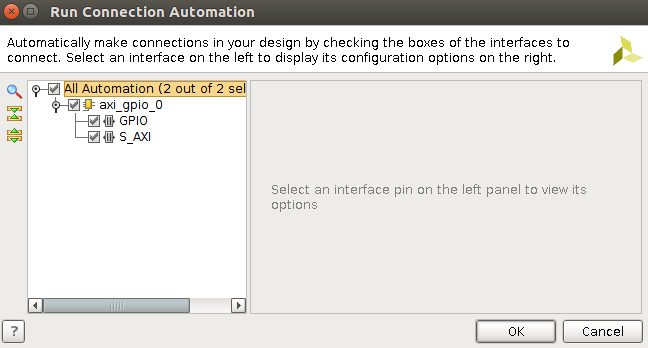 Run Connection Automation
Automatically make connections in your design by checking the boxes of the interfaces to
connect. Select an interface on the left to display its configuration options on the right.
All Automation (2 out of 2 sel
axi_gpio_0
GPIO
S_AXI
Select an interface pin on the left panel to view its
options
?
OK
Cancel